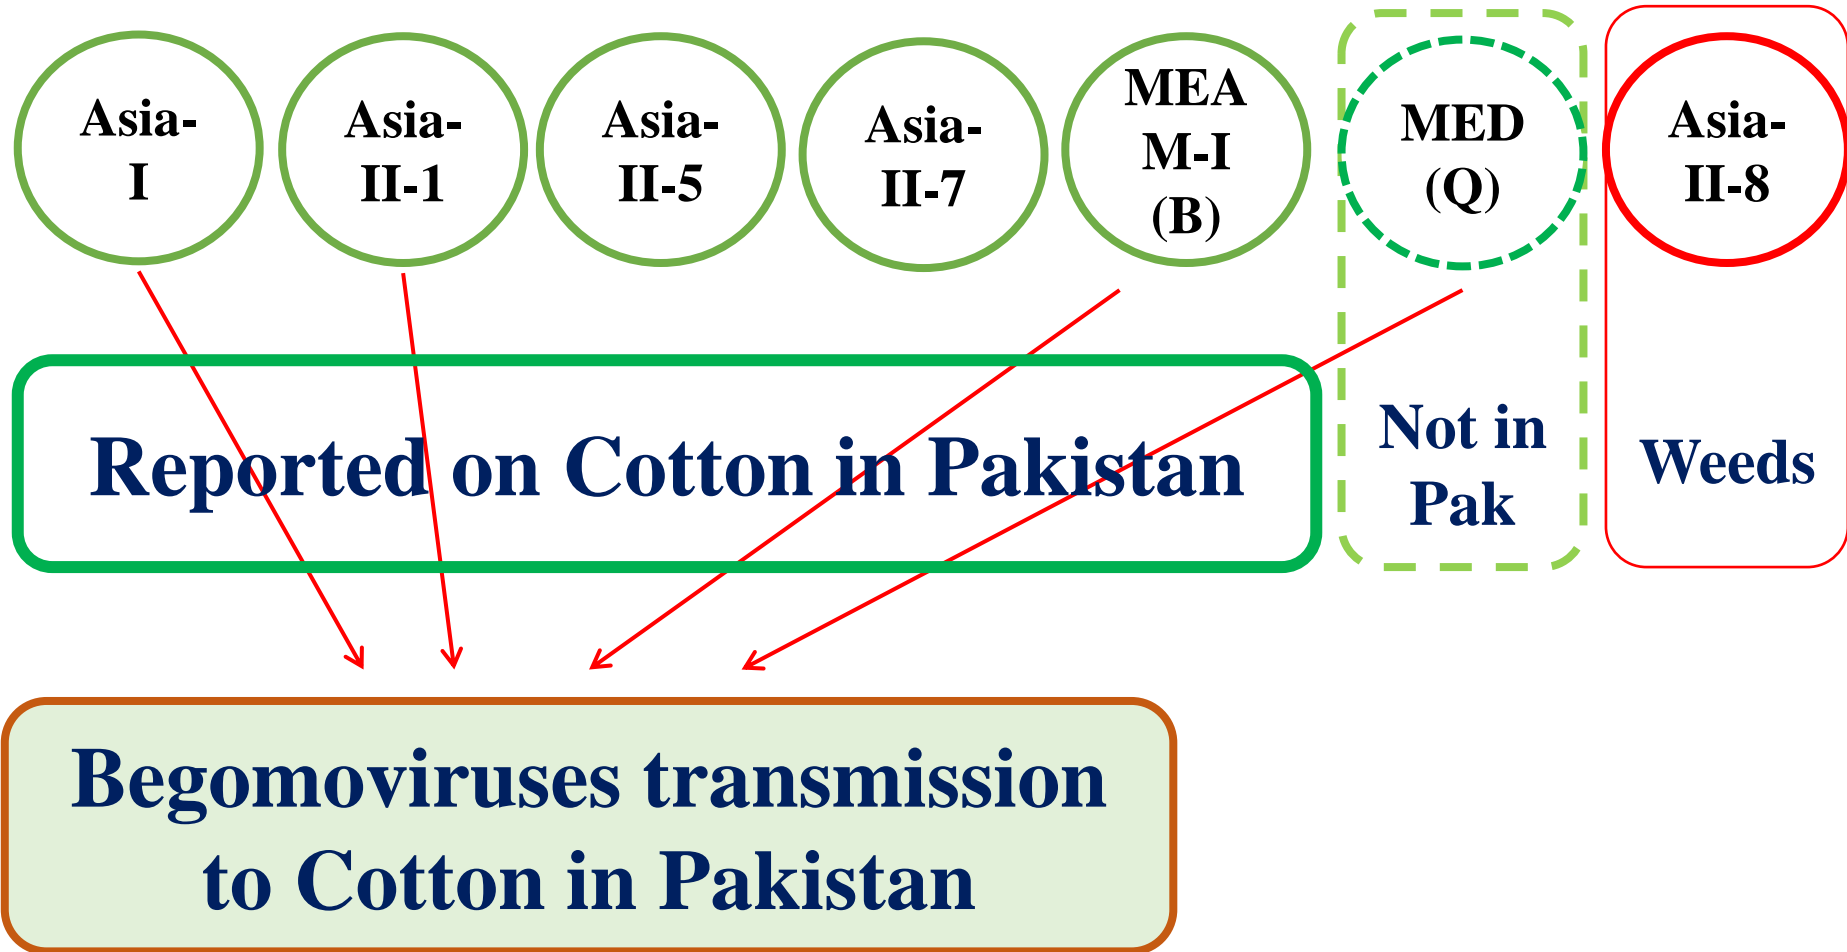 Asia-
I
Asia-
II-1
Asia-
II-5
Asia-
II-7
MEA
M-I
(B)
MED
(Q)
Asia-
II-8
Reported on Cotton in Pakistan
Not in
Pak
Weeds
Begomoviruses transmission
to Cotton in Pakistan